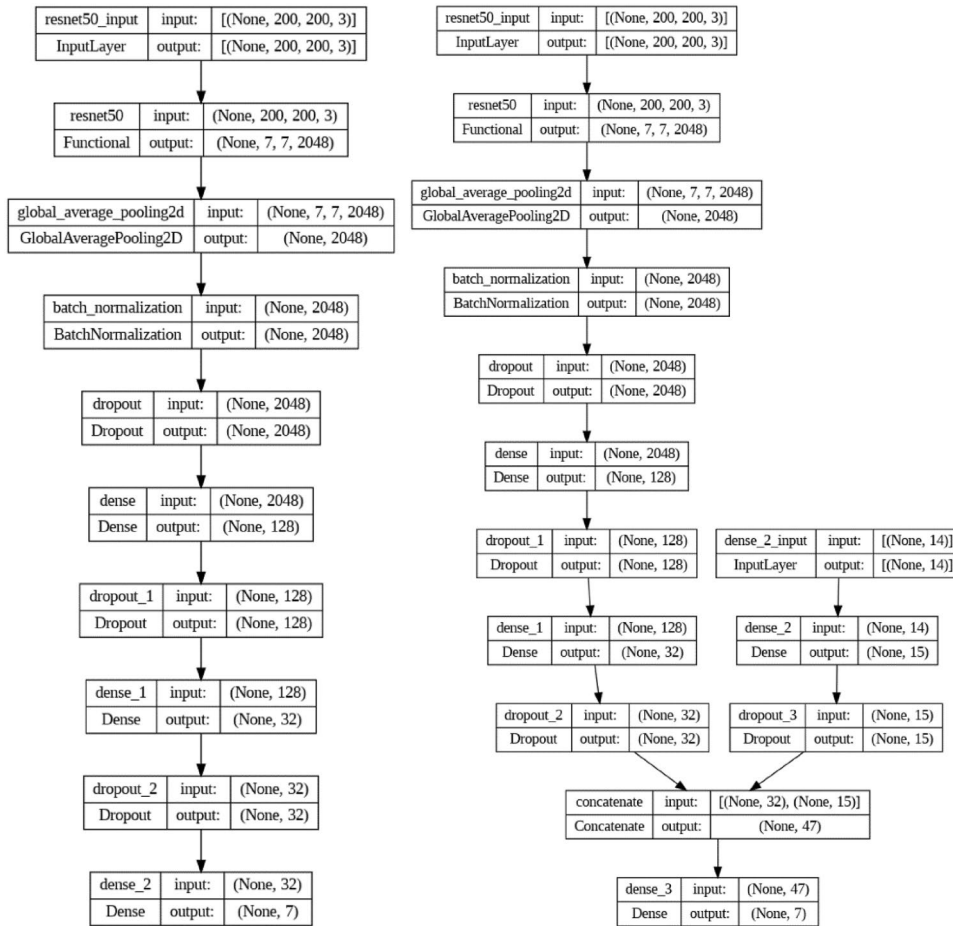 resnet50_input input: [(None, 200, 200, 3)]
InputLayer output: [(None, 200, 200, 3)]
resnet50 input: (None, 200, 200, 3)
Functional output: (None, 7, 7, 2048)
global_average_pooling2d input: (None, 7, 7, 2048)
GlobalAveragePooling2D output: (None, 2048)
batch_normalization input: (None, 2048)
BatchNormalization output: (None, 2048)
dropout input: (None, 2048)
Dropout output: (None, 2048)
dense input: (None, 2048)
Dense output: (None, 128)
dropout_1 input: (None, 128)
Dropout output: (None, 128)
dense_1 input: (None, 128)
Dense output: (None, 32)
dropout_2 input: (None, 32)
Dropout output: (None, 32)
dense_2 input: (None, 32)
Dense output: (None, 7)
resnet50_input input: [(None, 200, 200, 3)]
InputLayer output: [(None, 200, 200, 3)]
resnet50 input: (None, 200, 200, 3)
Functional output: (None, 7, 7, 2048)
global_average_pooling2d input: (None, 7, 7, 2048)
GlobalAveragePooling2D output: (None, 2048)
batch_normalization input: (None, 2048)
BatchNormalization output: (None, 2048)
dropout input: (None, 2048)
Dropout output: (None, 2048)
dense input: (None, 2048)
Dense output: (None, 128)
dropout_1 input: (None, 128)
Dropout output: (None, 128)
dense_2_input input: [(None, 14)]
InputLayer output: [(None, 14)]
dense_1 input: (None, 128)
Dense output: (None, 32)
dense_2 input: (None, 14)
Dense output: (None, 15)
dropout_2 input: (None, 32)
Dropout output: (None, 32)
dropout_3 input: (None, 15)
Dropout output: (None, 15)
concatenate input: [(None, 32), (None, 15)]
Concatenate output: (None, 47)
dense_3 input: (None, 47)
Dense output: (None, 7)